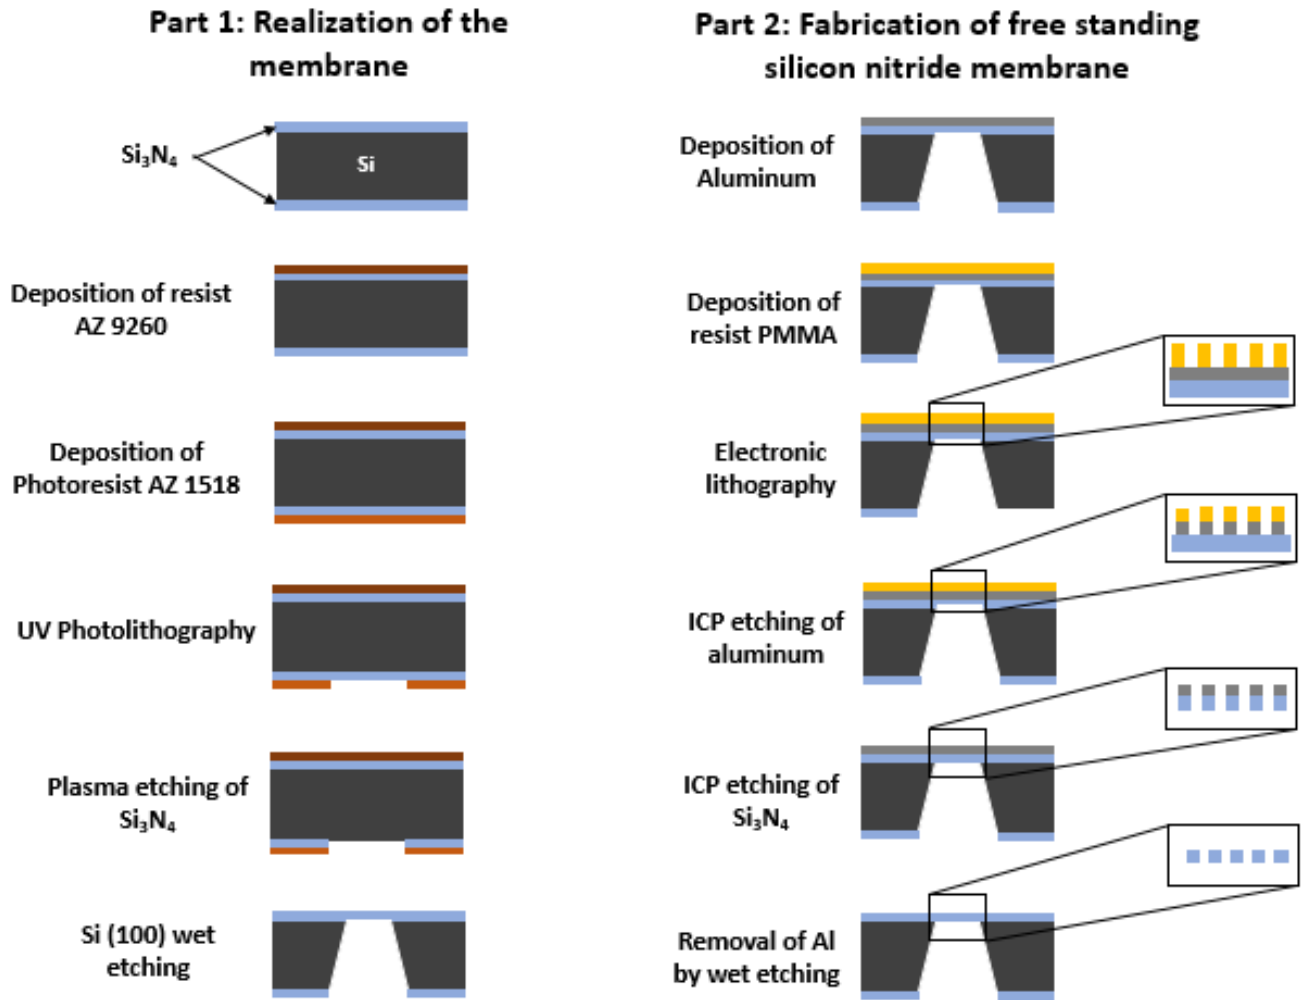 Part 1: Realization of the
membrane
Si₃N₄
Si
Deposition of resist
AZ 9260
Deposition of
Photoresist AZ 1518
UV Photolithography
Plasma etching of
Si₃N₄
Si (100) wet
etching
Part 2: Fabrication of free standing
silicon nitride membrane
Deposition of
Aluminum
Deposition of
resist PMMA
Electronic
lithography
ICP etching of
aluminum
ICP etching of
Si₃N₄
Removal of Al
by wet etching